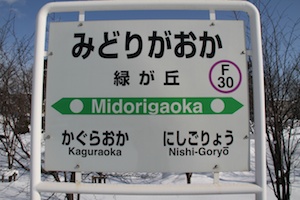 みどりがおか
緑が丘
F
30
Midorigaoka
かぐらおか にしごりょう
Kaguraoka Nishi-Goryō